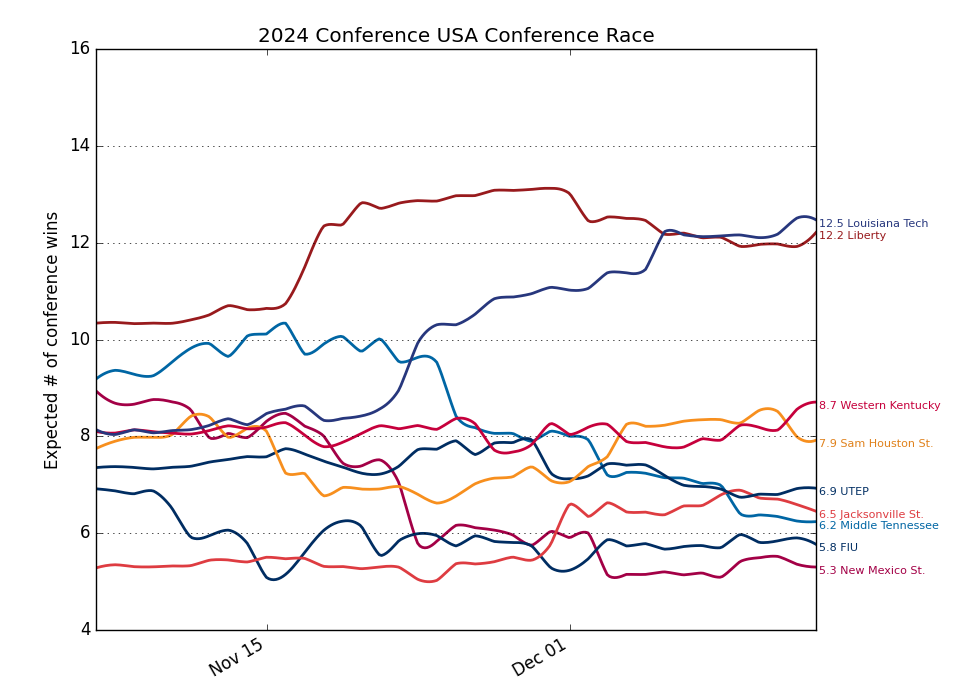 2024 Conference USA Conference Race
Expected # of conference wins
16
14
12
10
8
6
4
Nov 15
Dec 01
12.5 Louisiana Tech
12.2 Liberty
8.7 Western Kentucky
7.9 Sam Houston St.
6.9 UTEP
6.5 Jacksonville St.
6.2 Middle Tennessee
5.8 FIU
5.3 New Mexico St.